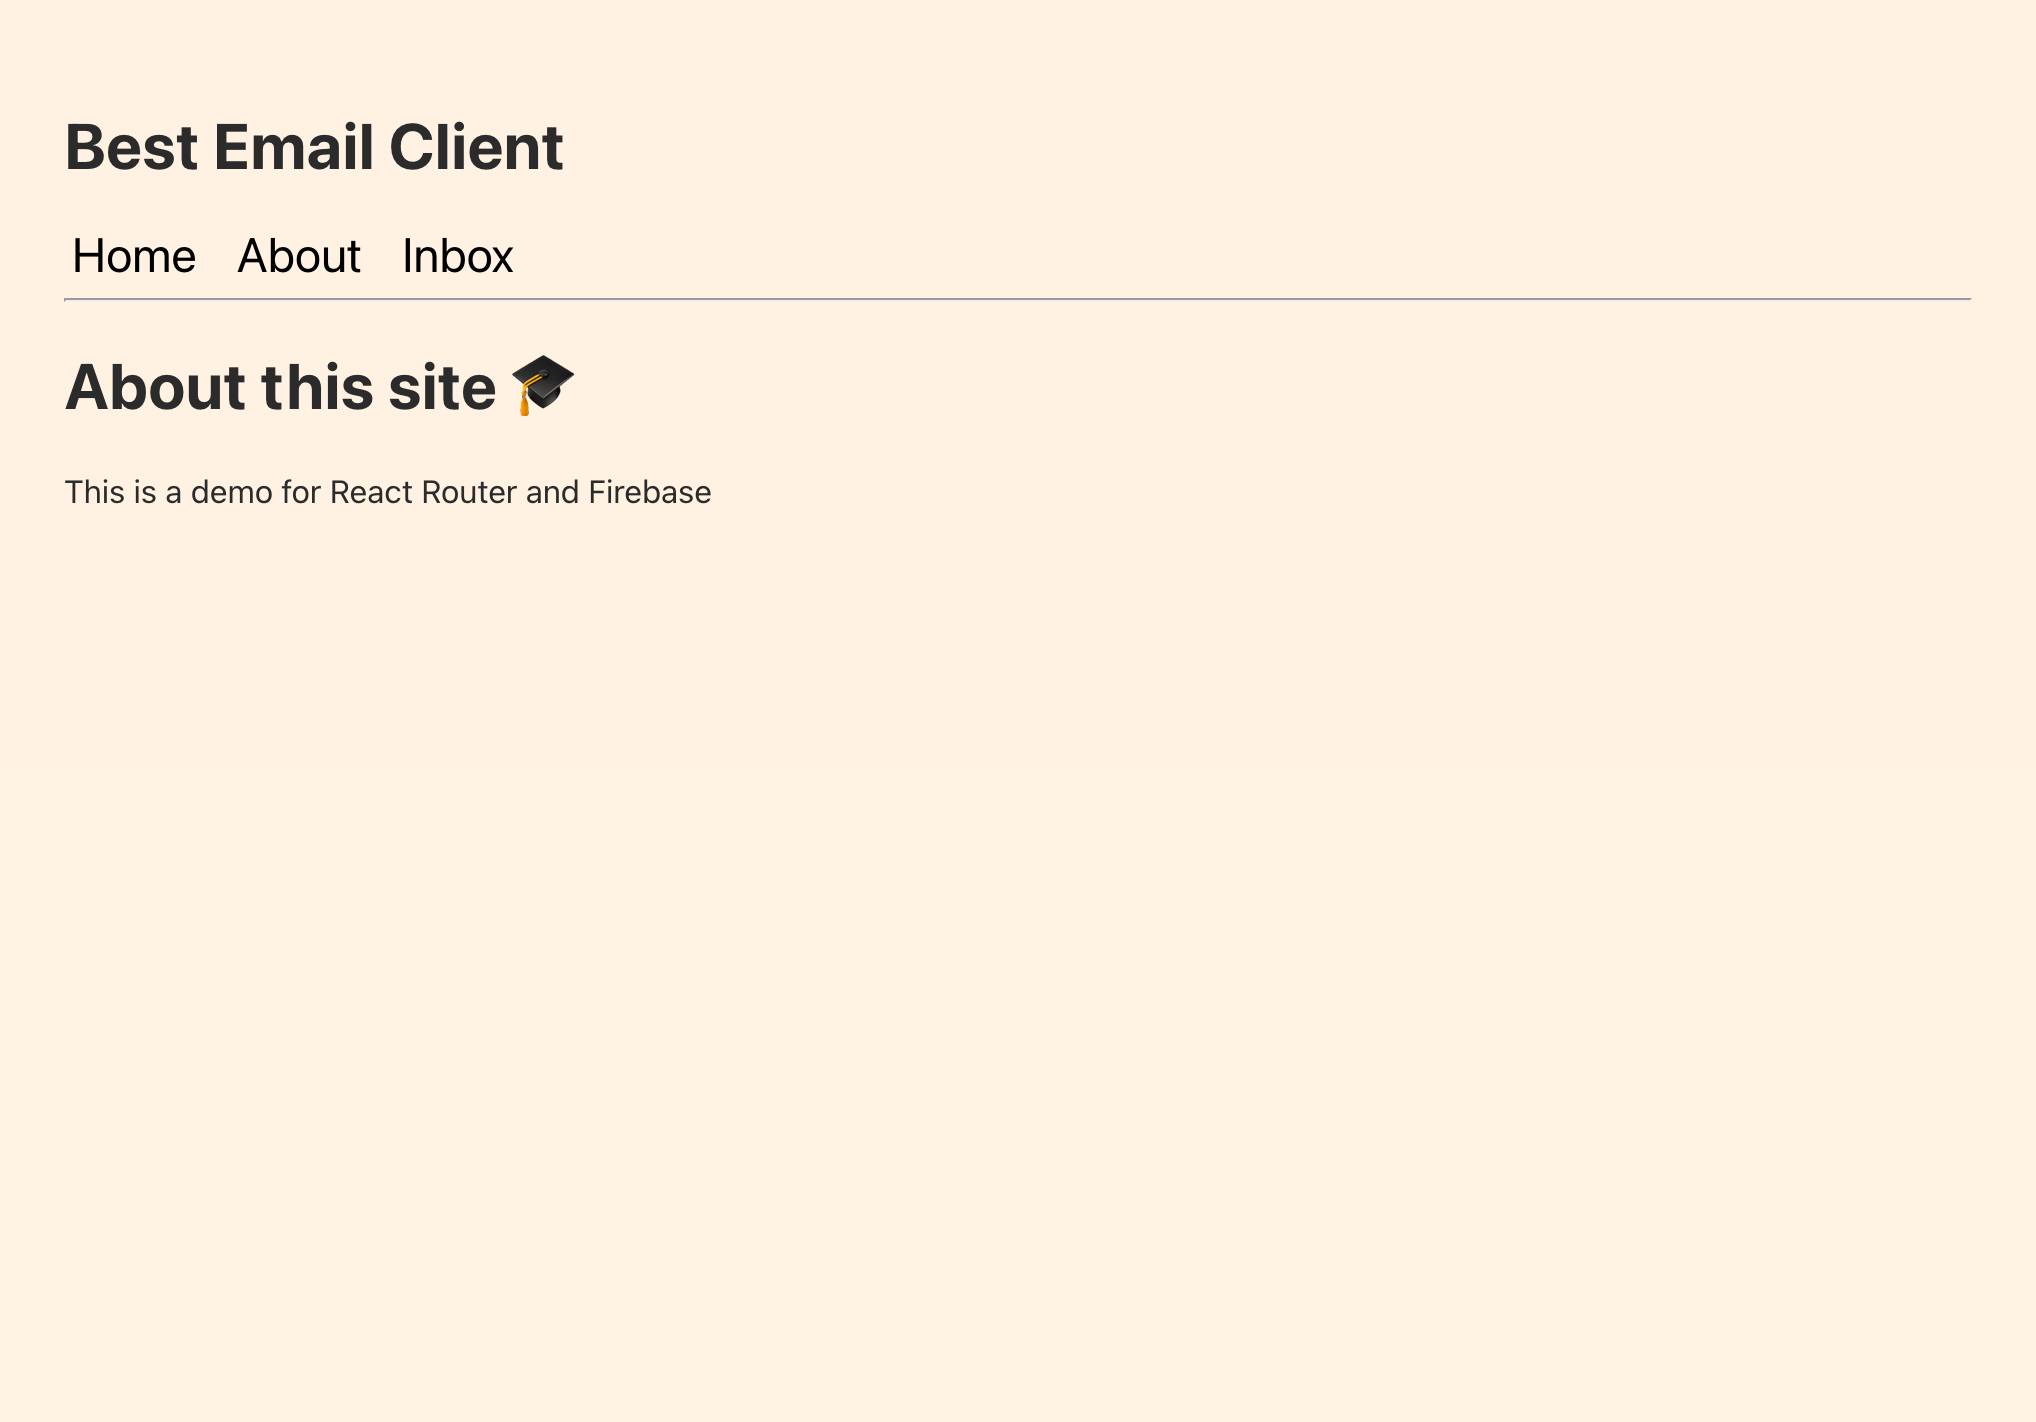 Best Email Client
Home About Inbox
About this site 🎓
This is a demo for React Router and Firebase